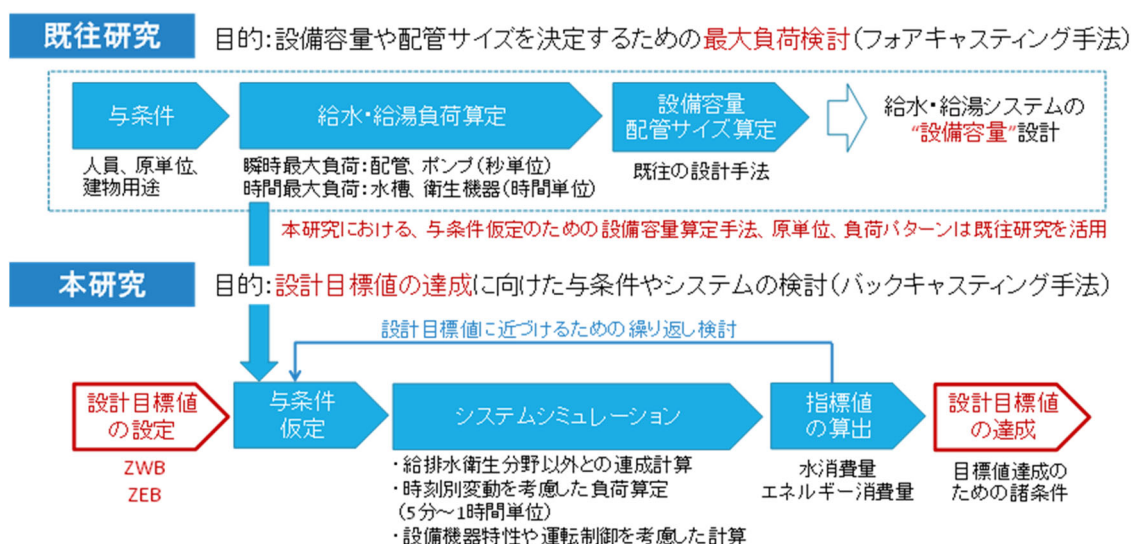 既往研究
目的:設備容量や配管サイズを決定するための最大負荷検討(フォアキャスティング手法)
与条件
給水・給湯負荷算定
設備容量
配管サイズ算定
給水・給湯システムの
“設備容量”設計
人員、原単位、
建物用途
瞬時最大負荷:配管、ポンプ(秒単位)
時間最大負荷:水槽、衛生機器(時間単位)
既往の設計手法
本研究における、与条件仮定のための設備容量算定手法、原単位、負荷パターンは既往研究を活用
本研究
目的:設計目標値の達成に向けた与条件やシステムの検討(バックキャスティング手法)
設計目標値に近づけるための繰り返し検討
設計目標値
の設定
与条件
仮定
システムシミュレーション
指標値
の算出
設計目標値
の達成
ZWB
ZEB
・給排水衛生分野以外との連成計算
・時刻別変動を考慮した負荷算定
(5分~1時間単位)
・設備機器特性や運転制御を考慮した計算
水消費量
エネルギー消費量
目標値達成の
ための諸条件